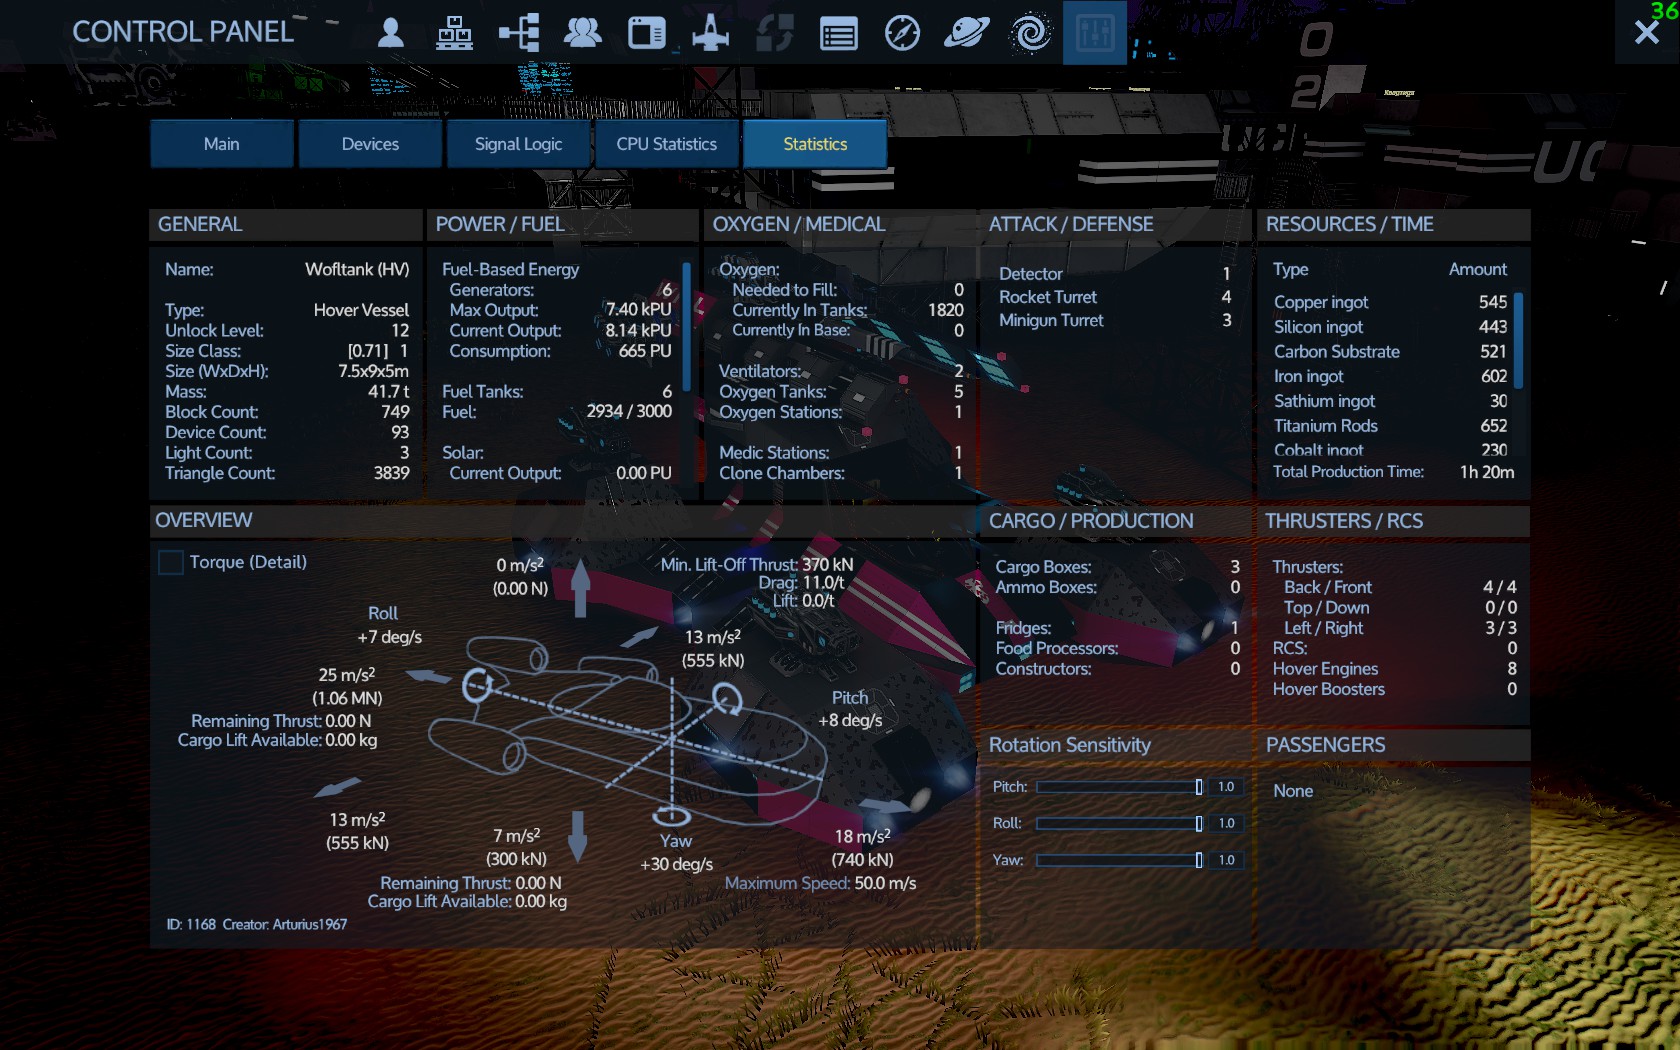 CONTROL PANEL
36
Main
Devices
Signal Logic
CPU Statistics
Statistics
GENERAL
Name: Wofltank (HV)
Type: Hover Vessel
Unlock Level: 12
Size Class: [0.71] 1
Size (WxDxH): 7.5x9x5m
Mass: 41.7 t
Block Count: 749
Device Count: 93
Light Count: 3
Triangle Count: 3839
POWER / FUEL
Fuel-Based Energy
Generators: 6
Max Output: 7.40 kPU
Current Output: 8.14 kPU
Consumption: 665 PU
Fuel Tanks: 6
Fuel: 2934 / 3000
Solar:
Current Output: 0.00 PU
OXYGEN / MEDICAL
Oxygen:
Needed to Fill: 0
Currently In Tanks: 1820
Currently In Base: 0
Ventilators: 2
Oxygen Tanks: 5
Oxygen Stations: 1
Medic Stations: 1
Clone Chambers: 1
ATTACK / DEFENSE
Detector 1
Rocket Turret 4
Minigun Turret 3
RESOURCES / TIME
Type Amount
Copper ingot 545
Silicon ingot 443
Carbon Substrate 521
Iron ingot 602
Sathium ingot 30
Titanium Rods 652
Cobalt ingot 230
Total Production Time: 1h 20m
OVERVIEW
Torque (Detail)
0 m/s²
(0.00 N)
Min. Lift-Off Thrust: 370 kN
Drag: 11.0/t
Lift: 0.0/t
Roll
+7 deg/s
13 m/s²
(555 kN)
25 m/s²
(1.06 MN)
Remaining Thrust: 0.00 N
Cargo Lift Available: 0.00 kg
Pitch
+8 deg/s
13 m/s²
(555 kN)
7 m/s²
(300 kN)
Remaining Thrust: 0.00 N
Cargo Lift Available: 0.00 kg
Yaw
+30 deg/s
18 m/s²
(740 kN)
Maximum Speed: 50.0 m/s
ID: 1168 Creator: Arturius1967
CARGO / PRODUCTION
Cargo Boxes: 3
Ammo Boxes: 0
Fridges: 1
Food Processors: 0
Constructors: 0
THRUSTERS / RCS
Thrusters:
Back / Front 4 / 4
Top / Down 0 / 0
Left / Right 3 / 3
RCS: 0
Hover Engines 8
Hover Boosters 0
Rotation Sensitivity
Pitch: 1.0
Roll: 1.0
Yaw: 1.0
PASSENGERS
None
0
2